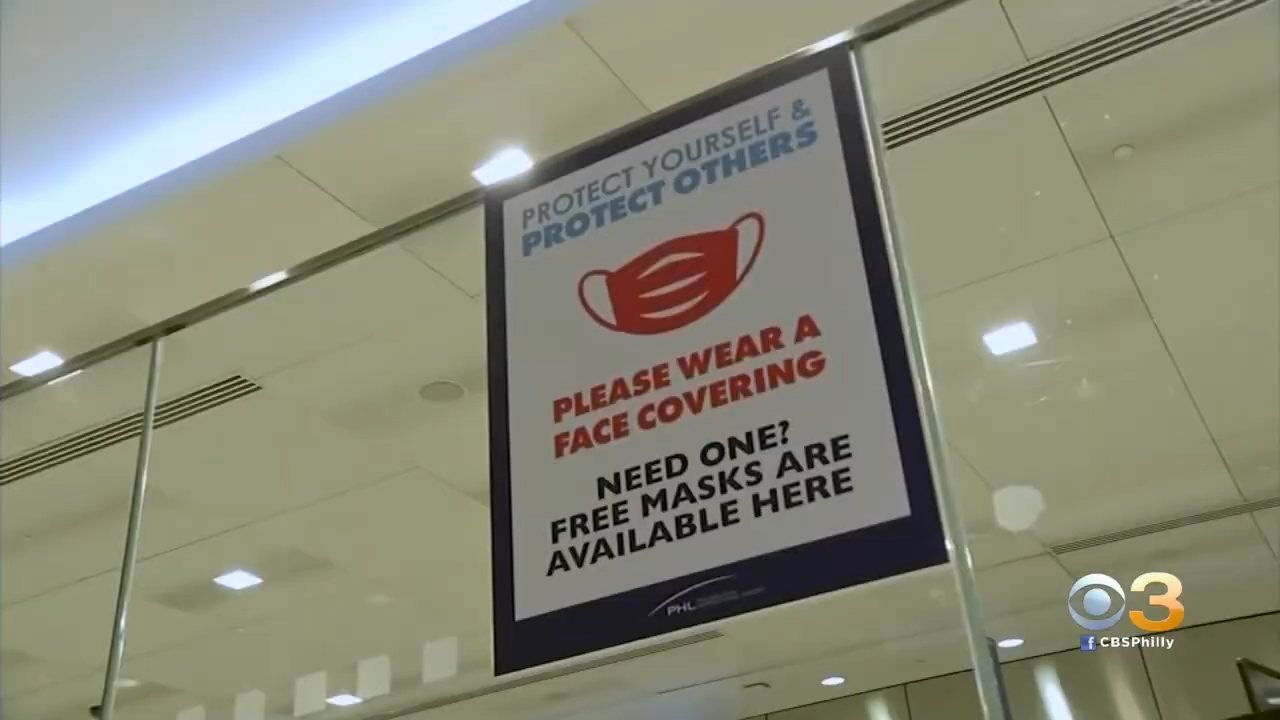 PROTECT YOURSELF &
PROTECT OTHERS
PLEASE WEAR A
FACE COVERING
NEED ONE?
FREE MASKS ARE
AVAILABLE HERE
PHL
3
f CBSPhilly